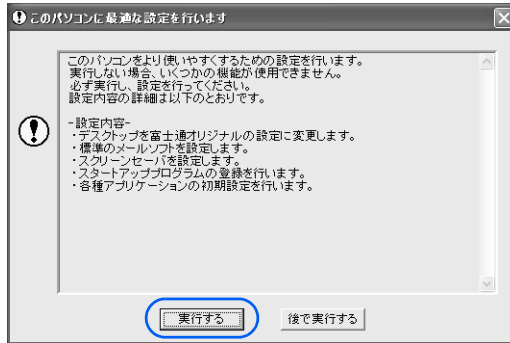 このパソコンに最適な設定を行います
このパソコンをより使いやすくするための設定を行います。
実行しない場合、いくつかの機能が使用できません。
必ず実行し、設定を行ってください。
設定内容の詳細は以下のとおりです。
-設定内容-
・デスクトップを富士通オリジナルの設定に変更します。
・標準のメールソフトを設定します。
・スクリーンセーバを設定します。
・スタートアッププログラムの登録を行います。
・各種アプリケーションの初期設定を行います。
実行する 後で実行する